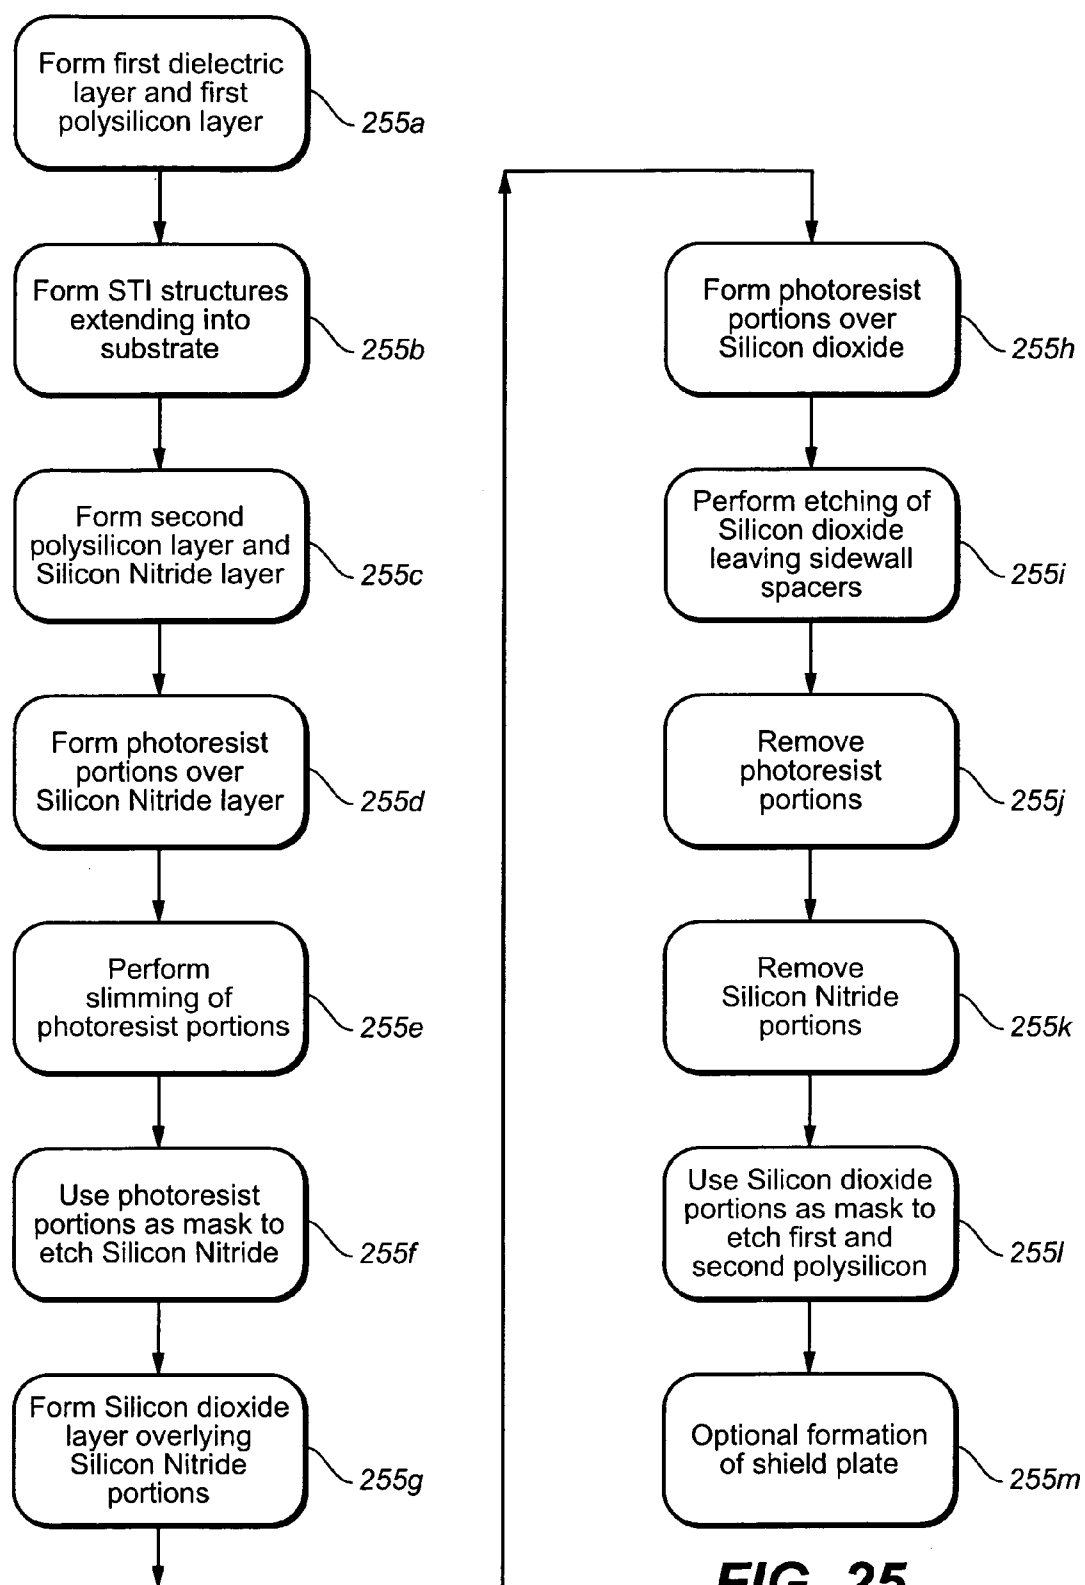 Form first dielectric
layer and first
polysilicon layer
255a
Form STI structures
extending into
substrate
255b
Form second
polysilicon layer and
Silicon Nitride layer
255c
Form photoresist
portions over
Silicon Nitride layer
255d
Perform
slimming of
photoresist portions
255e
Use photoresist
portions as mask to
etch Silicon Nitride
255f
Form Silicon dioxide
layer overlying
Silicon Nitride
portions
255g
Form photoresist
portions over
Silicon dioxide
255h
Perform etching of
Silicon dioxide
leaving sidewall
spacers
255i
Remove
photoresist
portions
255j
Remove
Silicon Nitride
portions
255k
Use Silicon dioxide
portions as mask to
etch first and
second polysilicon
255l
Optional formation
of shield plate
255m
FIG. 25